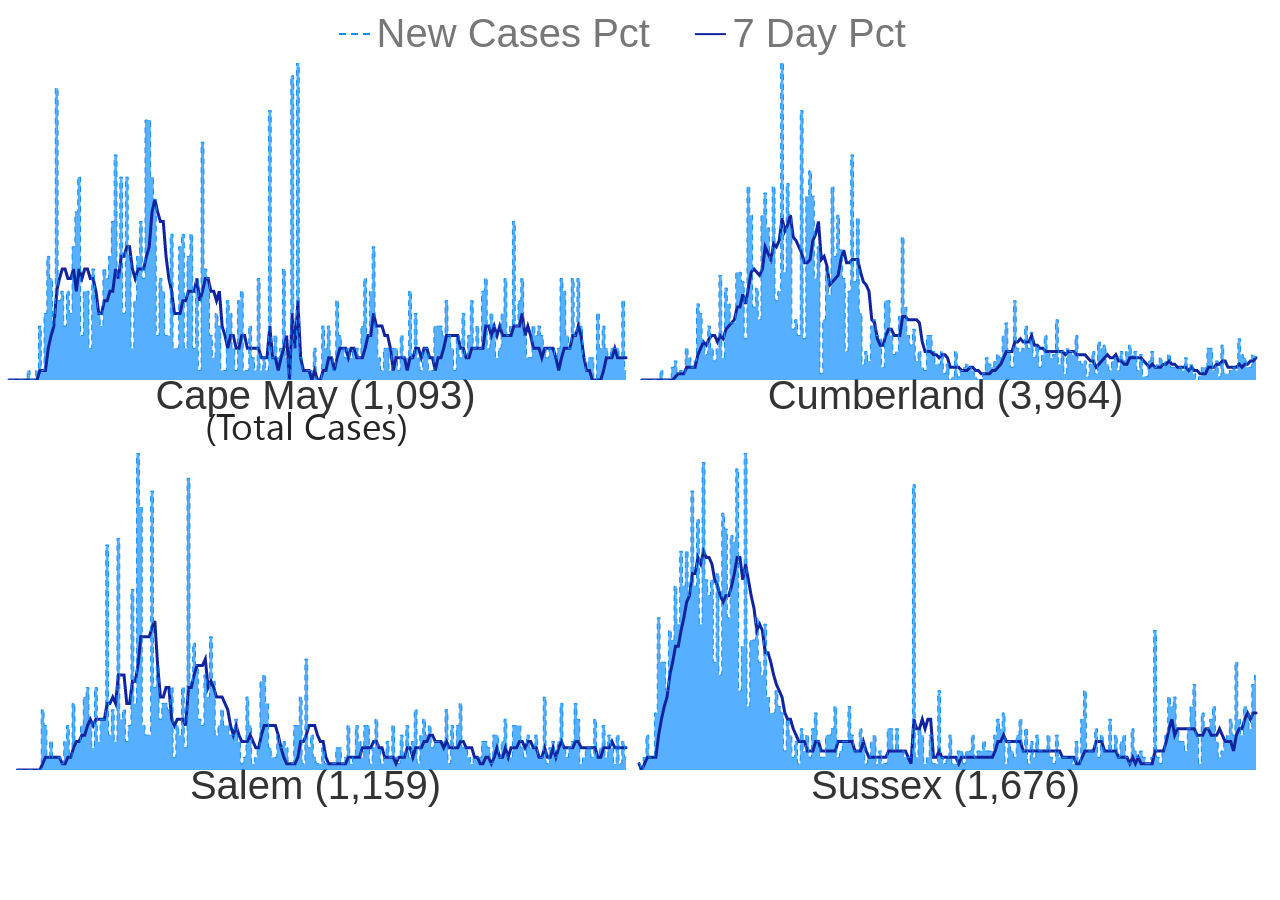 New Cases Pct 7 Day Pct
Cape May (1,093) Cumberland (3,964)
(Total Cases)
Salem (1,159) Sussex (1,676)